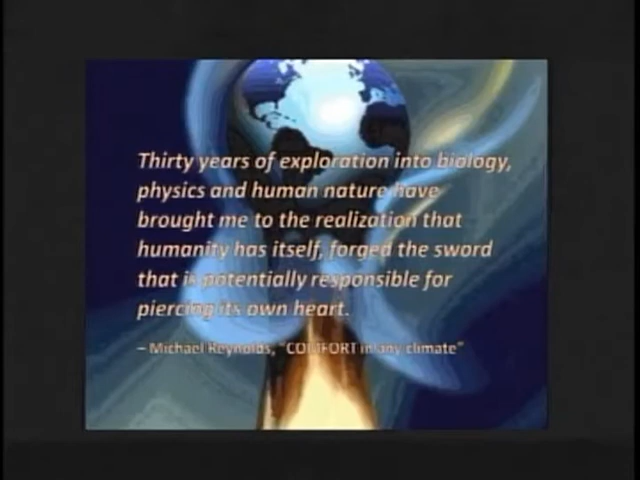 Thirty years of exploration into biology,
physics and human nature have
brought me to the realization that
humanity has itself, forged the sword
that is potentially responsible for
piercing its own heart.
– Michael Reynolds, "COMFORT in any climate"